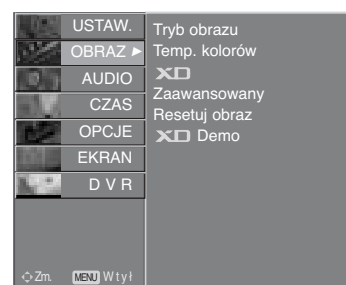 USTAW.
OBRAZ ►
AUDIO
CZAS
OPCJE
EKRAN
D V R
Tryb obrazu
Temp. kolorów
XD
Zaawansowany
Resetuj obraz
XD Demo
Zm. MENU Wtył